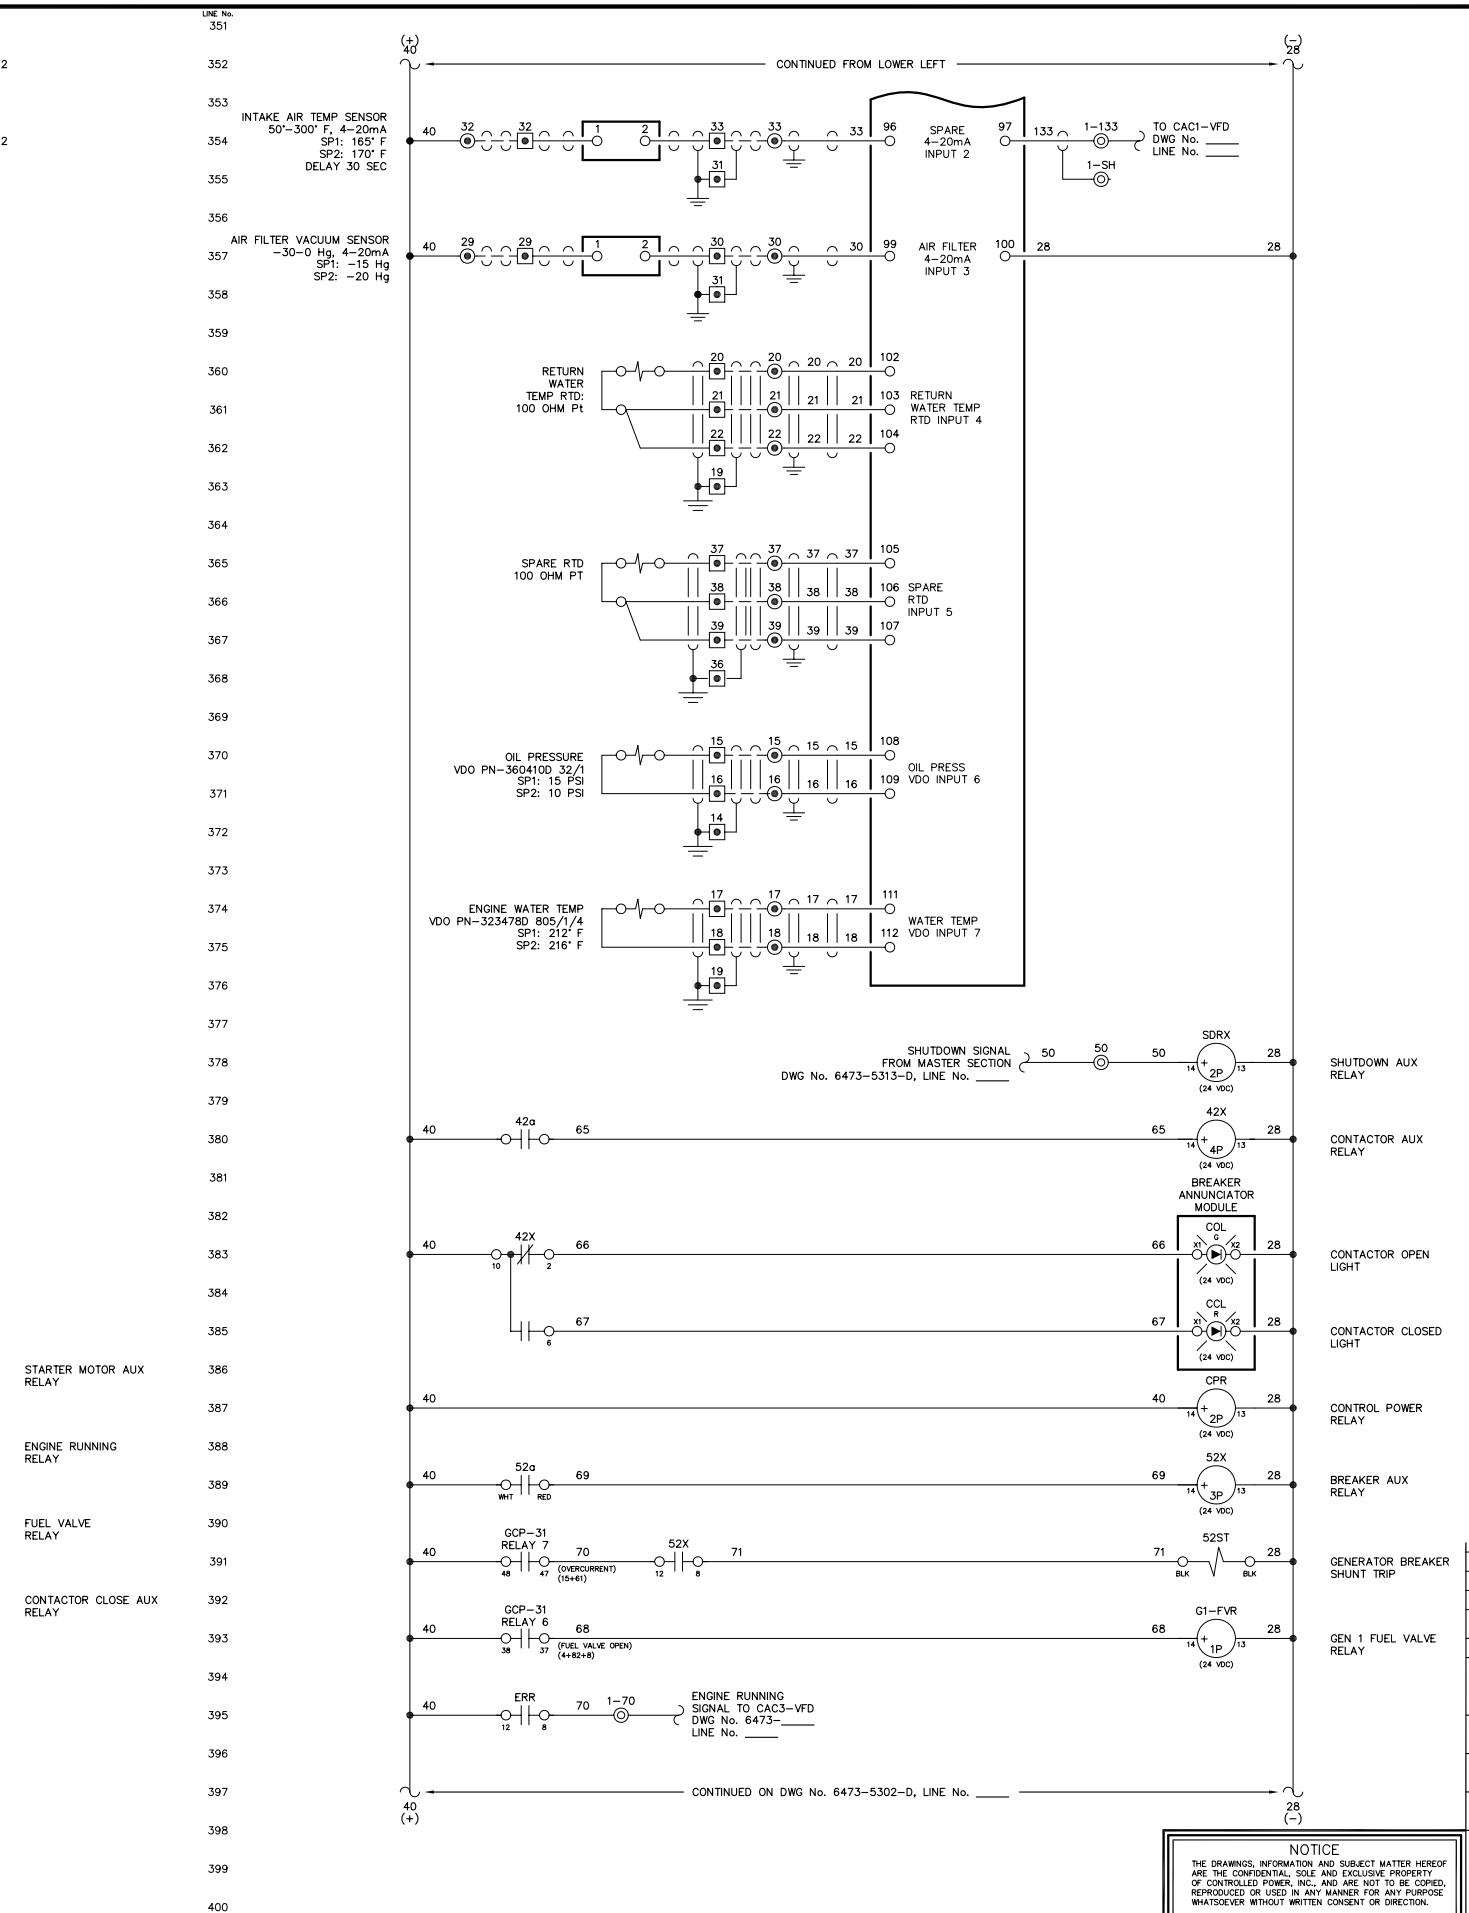 LINE No.
351
(+)
40
(-)
28
2
352
CONTINUED FROM LOWER LEFT
353
INTAKE AIR TEMP SENSOR
50°-300° F, 4-20mA
SP1: 165° F
SP2: 170° F
DELAY 30 SEC
2
354
40
32
32
1
2
33
33
33
96
SPARE
4-20mA
INPUT 2
97
133
1-133
TO CAC1-VFD
DWG No. _____
LINE No. _____
355
31
1-SH
356
AIR FILTER VACUUM SENSOR
-30-0 Hg, 4-20mA
SP1: -15 Hg
SP2: -20 Hg
357
40
29
29
1
2
30
30
30
99
AIR FILTER
4-20mA
INPUT 3
100
28
28
358
31
359
360
RETURN
WATER
TEMP RTD:
100 OHM Pt
20
20
20
20
102
361
21
21
21
21
103
RETURN
WATER TEMP
RTD INPUT 4
362
22
22
22
22
104
363
19
364
365
SPARE RTD
100 OHM PT
37
37
37
37
105
366
38
38
38
38
106
SPARE
RTD
INPUT 5
367
39
39
39
39
107
368
36
369
370
OIL PRESSURE
VDO PN-360410D 32/1
SP1: 15 PSI
SP2: 10 PSI
15
15
15
15
108
OIL PRESS
VDO INPUT 6
371
16
16
16
16
109
372
14
373
374
ENGINE WATER TEMP
VDO PN-323478D 805/1/4
SP1: 212° F
SP2: 216° F
17
17
17
17
111
WATER TEMP
VDO INPUT 7
375
18
18
18
18
112
376
19
377
378
SHUTDOWN SIGNAL
FROM MASTER SECTION
DWG No. 6473-5313-D, LINE No. _____
50
50
50
SDRX
14
+
2P
13
(24 VDC)
28
SHUTDOWN AUX
RELAY
379
380
40
42a
65
65
42X
14
+
4P
13
(24 VDC)
28
CONTACTOR AUX
RELAY
381
BREAKER
ANNUNCIATOR
MODULE
382
383
40
42X
10
2
66
66
COL
G
X1
X2
(24 VDC)
28
CONTACTOR OPEN
LIGHT
384
385
6
67
67
CCL
R
X1
X2
(24 VDC)
28
CONTACTOR CLOSED
LIGHT
STARTER MOTOR AUX
RELAY
386
387
40
40
CPR
14
+
2P
13
(24 VDC)
28
CONTROL POWER
RELAY
ENGINE RUNNING
RELAY
388
389
40
52a
WHT
RED
69
69
52X
14
+
3P
13
(24 VDC)
28
BREAKER AUX
RELAY
FUEL VALVE
RELAY
390
391
40
GCP-31
RELAY 7
48
47
70
(OVERCURRENT)
(15+61)
52X
12
8
71
71
52ST
BLK
BLK
28
GENERATOR BREAKER
SHUNT TRIP
CONTACTOR CLOSE AUX
RELAY
392
393
40
GCP-31
RELAY 6
38
37
68
(FUEL VALVE OPEN)
(4+82+8)
68
G1-FVR
14
+
1P
13
(24 VDC)
28
GEN 1 FUEL VALVE
RELAY
394
395
40
ERR
12
8
70
1-70
ENGINE RUNNING
SIGNAL TO CAC3-VFD
DWG No. 6473-_____
LINE No. _____
396
397
CONTINUED ON DWG No. 6473-5302-D, LINE No. _____
40
(+)
28
(-)
398
399
400
NOTICE
THE DRAWINGS, INFORMATION AND SUBJECT MATTER HEREOF
ARE THE CONFIDENTIAL, SOLE AND EXCLUSIVE PROPERTY
OF CONTROLLED POWER, INC., AND ARE NOT TO BE COPIED,
REPRODUCED OR USED IN ANY MANNER FOR ANY PURPOSE
WHATSOEVER WITHOUT WRITTEN CONSENT OR DIRECTION.